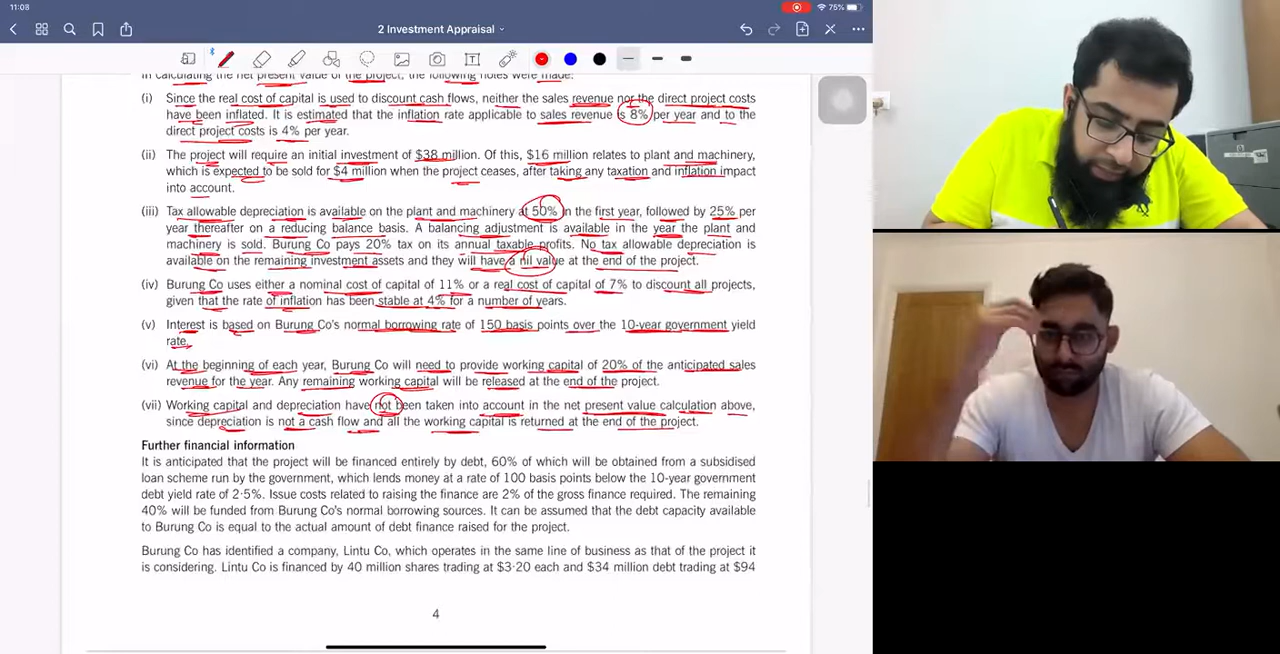 11:08
75%
2 Investment Appraisal
In calculating the net present value of the project, the following notes were made:
(i) Since the real cost of capital is used to discount cash flows, neither the sales revenue nor the direct project costs
have been inflated. It is estimated that the inflation rate applicable to sales revenue is 8% per year and to the
direct project costs is 4% per year.
(ii) The project will require an initial investment of $38 million. Of this, $16 million relates to plant and machinery,
which is expected to be sold for $4 million when the project ceases, after taking any taxation and inflation impact
into account.
(iii) Tax allowable depreciation is available on the plant and machinery at 50% in the first year, followed by 25% per
year thereafter on a reducing balance basis. A balancing adjustment is available in the year the plant and
machinery is sold. Burung Co pays 20% tax on its annual taxable profits. No tax allowable depreciation is
available on the remaining investment assets and they will have a nil value at the end of the project.
(iv) Burung Co uses either a nominal cost of capital of 11% or a real cost of capital of 7% to discount all projects,
given that the rate of inflation has been stable at 4% for a number of years.
(v) Interest is based on Burung Co's normal borrowing rate of 150 basis points over the 10-year government yield
rate.
(vi) At the beginning of each year, Burung Co will need to provide working capital of 20% of the anticipated sales
revenue for the year. Any remaining working capital will be released at the end of the project.
(vii) Working capital and depreciation have not been taken into account in the net present value calculation above,
since depreciation is not a cash flow and all the working capital is returned at the end of the project.
Further financial information
It is anticipated that the project will be financed entirely by debt, 60% of which will be obtained from a subsidised
loan scheme run by the government, which lends money at a rate of 100 basis points below the 10-year government
debt yield rate of 2·5%. Issue costs related to raising the finance are 2% of the gross finance required. The remaining
40% will be funded from Burung Co's normal borrowing sources. It can be assumed that the debt capacity available
to Burung Co is equal to the actual amount of debt finance raised for the project.
Burung Co has identified a company, Lintu Co, which operates in the same line of business as that of the project it
is considering. Lintu Co is financed by 40 million shares trading at $3·20 each and $34 million debt trading at $94
4